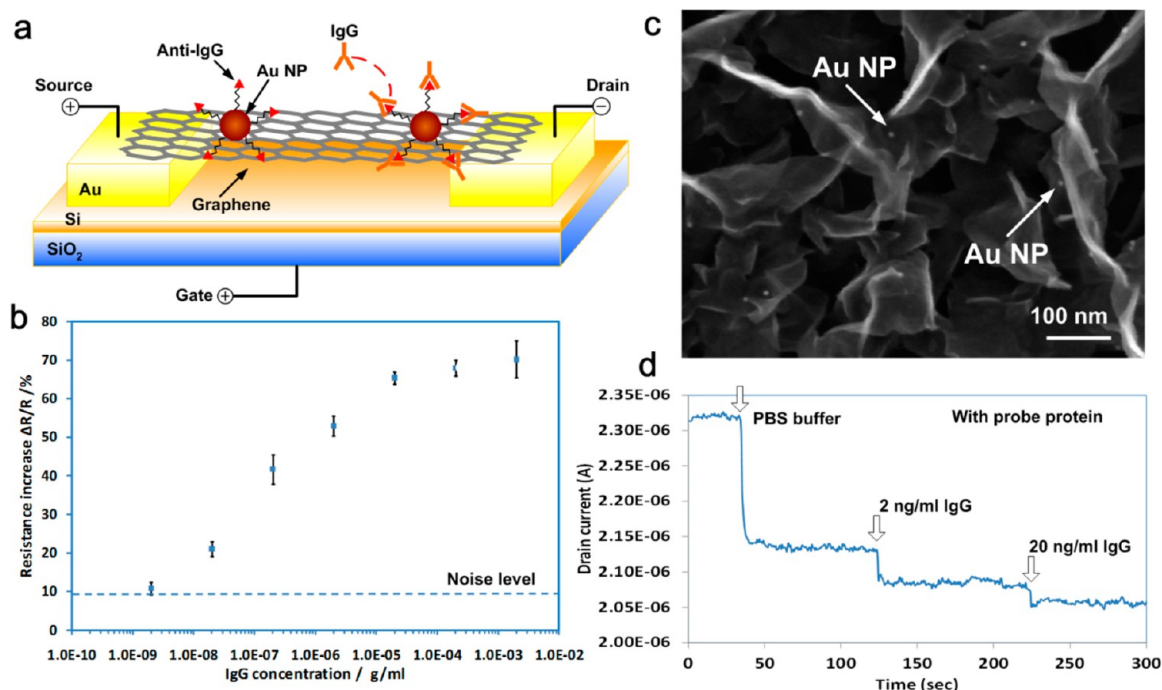 a
IgG
Anti-IgG
Au NP
Source
Drain
Au
Graphene
Si
SiO2
Gate
b
80
70
60
50
40
30
20
10
0
Resistance increase ΔR/R /%
Noise level
1.0E-10 1.0E-09 1.0E-08 1.0E-07 1.0E-06 1.0E-05 1.0E-04 1.0E-03 1.0E-02
IgG concentration / g/ml
c
Au NP
Au NP
100 nm
d
2.35E-06
2.30E-06
2.25E-06
2.20E-06
2.15E-06
2.10E-06
2.05E-06
2.00E-06
Drain current (A)
PBS buffer
With probe protein
2 ng/ml IgG
20 ng/ml IgG
0 50 100 150 200 250 300
Time (sec)